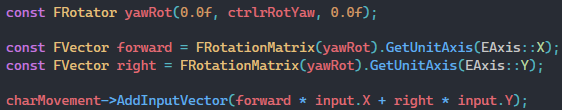 const FRotator yawRot(0.0f, ctrlrRotYaw, 0.0f);
const FVector forward = FRotationMatrix(yawRot).GetUnitAxis(EAxis::X);
const FVector right = FRotationMatrix(yawRot).GetUnitAxis(EAxis::Y);
charMovement->AddInputVector(forward * input.X + right * input.Y);